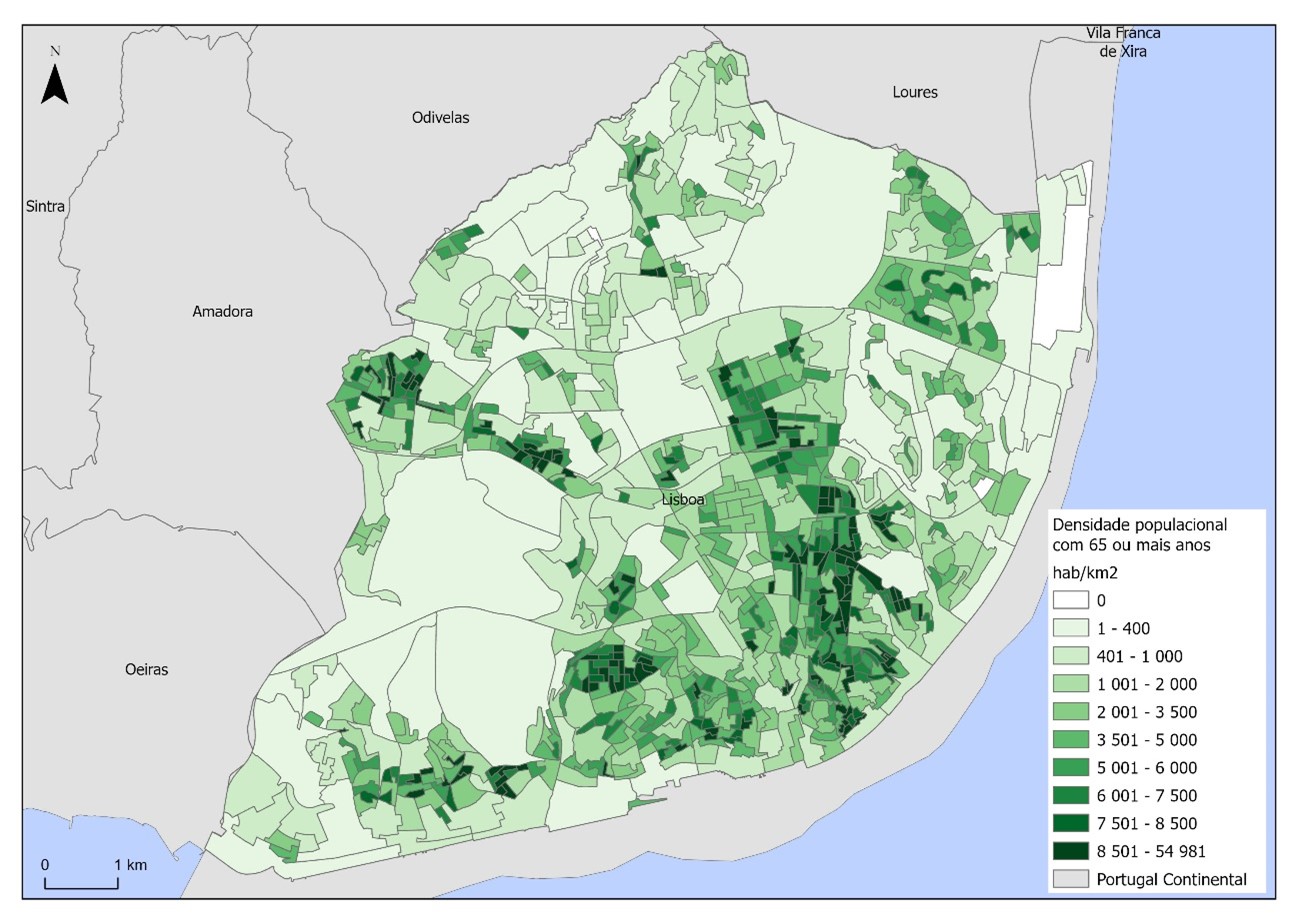 Vila Franca
de Xira
N
Loures
Odivelas
Sintra
Amadora
Lisboa
Densidade populacional
com 65 ou mais anos
hab/km2
0
1 - 400
401 - 1 000
1 001 - 2 000
2 001 - 3 500
3 501 - 5 000
5 001 - 6 000
6 001 - 7 500
7 501 - 8 500
8 501 - 54 981
Portugal Continental
Oeiras
0 1 km